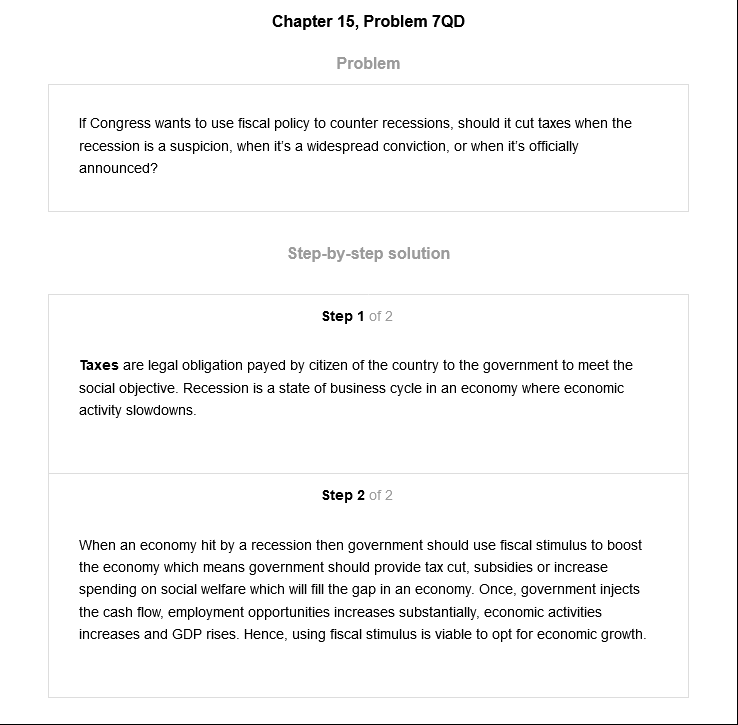 Chapter 15, Problem 7QD
Problem
If Congress wants to use fiscal policy to counter recessions, should it cut taxes when the
recession is a suspicion, when it's a widespread conviction, or when it's officially
announced?
Step-by-step solution
Step 1 of 2
Taxes are legal obligation payed by citizen of the country to the government to meet the
social objective. Recession is a state of business cycle in an economy where economic
activity slowdowns.
Step 2 of 2
When an economy hit by a recession then government should use fiscal stimulus to boost
the economy which means government should provide tax cut, subsidies or increase
spending on social welfare which will fill the gap in an economy. Once, government injects
the cash flow, employment opportunities increases substantially, economic activities
increases and GDP rises. Hence, using fiscal stimulus is viable to opt for economic growth.